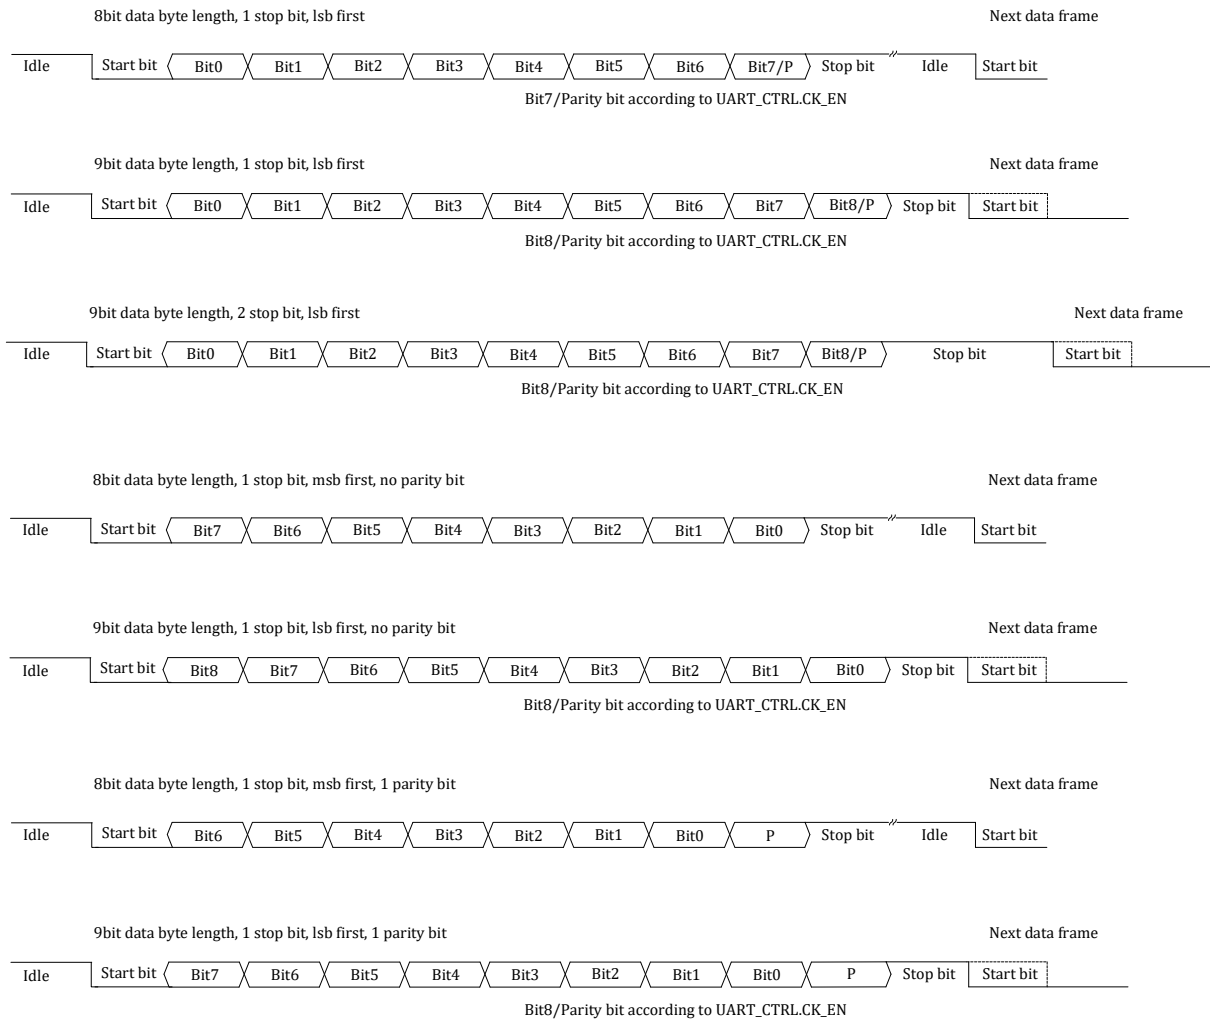 8bit data byte length, 1 stop bit, lsb first Next data frame
Idle Start bit Bit0 Bit1 Bit2 Bit3 Bit4 Bit5 Bit6 Bit7/P Stop bit Idle Start bit
Bit7/Parity bit according to UART_CTRL.CK_EN
9bit data byte length, 1 stop bit, lsb first Next data frame
Idle Start bit Bit0 Bit1 Bit2 Bit3 Bit4 Bit5 Bit6 Bit7 Bit8/P Stop bit Start bit
Bit8/Parity bit according to UART_CTRL.CK_EN
9bit data byte length, 2 stop bit, lsb first Next data frame
Idle Start bit Bit0 Bit1 Bit2 Bit3 Bit4 Bit5 Bit6 Bit7 Bit8/P Stop bit Start bit
Bit8/Parity bit according to UART_CTRL.CK_EN
8bit data byte length, 1 stop bit, msb first, no parity bit Next data frame
Idle Start bit Bit7 Bit6 Bit5 Bit4 Bit3 Bit2 Bit1 Bit0 Stop bit Idle Start bit
9bit data byte length, 1 stop bit, lsb first, no parity bit Next data frame
Idle Start bit Bit8 Bit7 Bit6 Bit5 Bit4 Bit3 Bit2 Bit1 Bit0 Stop bit Start bit
Bit8/Parity bit according to UART_CTRL.CK_EN
8bit data byte length, 1 stop bit, msb first, 1 parity bit Next data frame
Idle Start bit Bit6 Bit5 Bit4 Bit3 Bit2 Bit1 Bit0 P Stop bit Idle Start bit
9bit data byte length, 1 stop bit, lsb first, 1 parity bit Next data frame
Idle Start bit Bit7 Bit6 Bit5 Bit4 Bit3 Bit2 Bit1 Bit0 P Stop bit Start bit
Bit8/Parity bit according to UART_CTRL.CK_EN